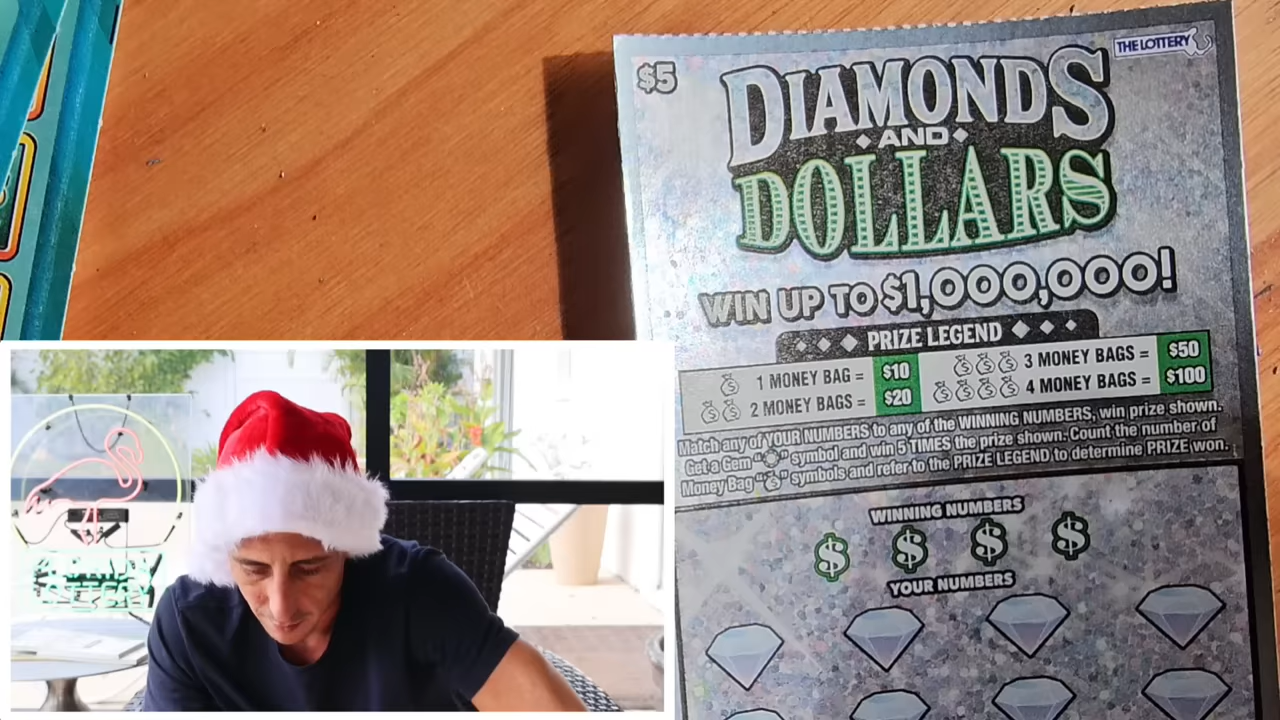 $5
THE LOTTERY
DIAMONDS
AND
DOLLARS
WIN UP TO $1,000,000!
PRIZE LEGEND
1 MONEY BAG = $10
2 MONEY BAGS = $20
3 MONEY BAGS = $50
4 MONEY BAGS = $100
Match any of YOUR NUMBERS to any of the WINNING NUMBERS, win prize shown.
Get a Gem " " symbol and win 5 TIMES the prize shown. Count the number of
Money Bag " " symbols and refer to the PRIZE LEGEND to determine PRIZE won.
WINNING NUMBERS
$ $ $ $
YOUR NUMBERS